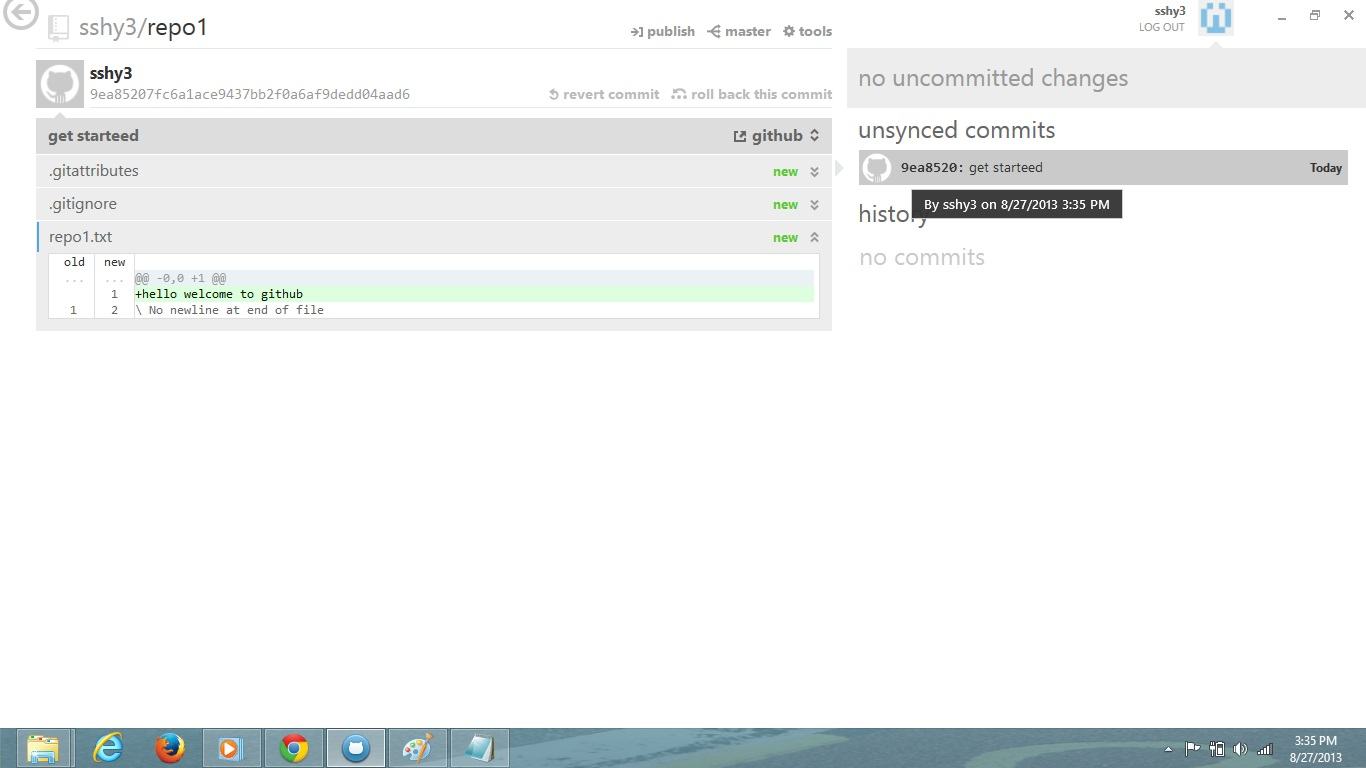 sshy3/repo1
publish master tools
sshy3
9ea85207fc6a1ace9437bb2f0a6af9dedd04aad6 revert commit roll back this commit
get starteed github
.gitattributes new
.gitignore new
repo1.txt new
old new
... ... @@ -0,0 +1 @@
1 +hello welcome to github
1 2 \ No newline at end of file
sshy3
LOG OUT
no uncommitted changes
unsynced commits
9ea8520: get starteed Today
By sshy3 on 8/27/2013 3:35 PM
history
no commits
3:35 PM
8/27/2013